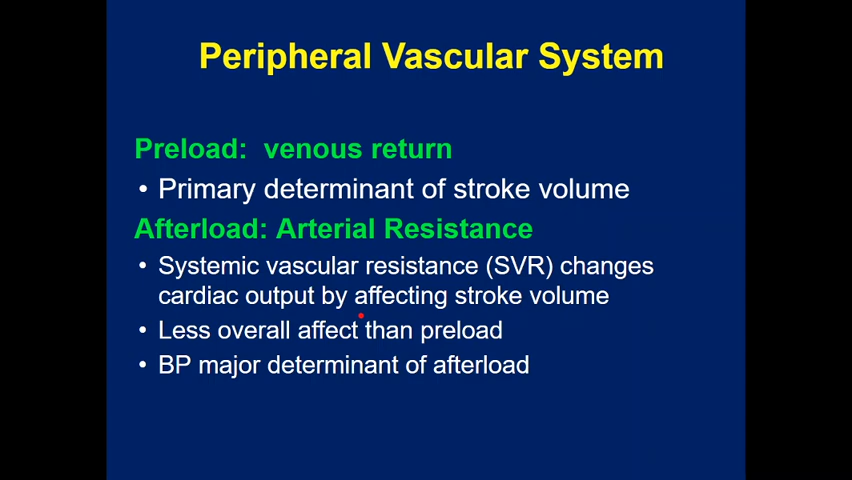 Peripheral Vascular System
Preload:  venous return
• Primary determinant of stroke volume
Afterload: Arterial Resistance
• Systemic vascular resistance (SVR) changes
cardiac output by affecting stroke volume
• Less overall affect than preload
• BP major determinant of afterload